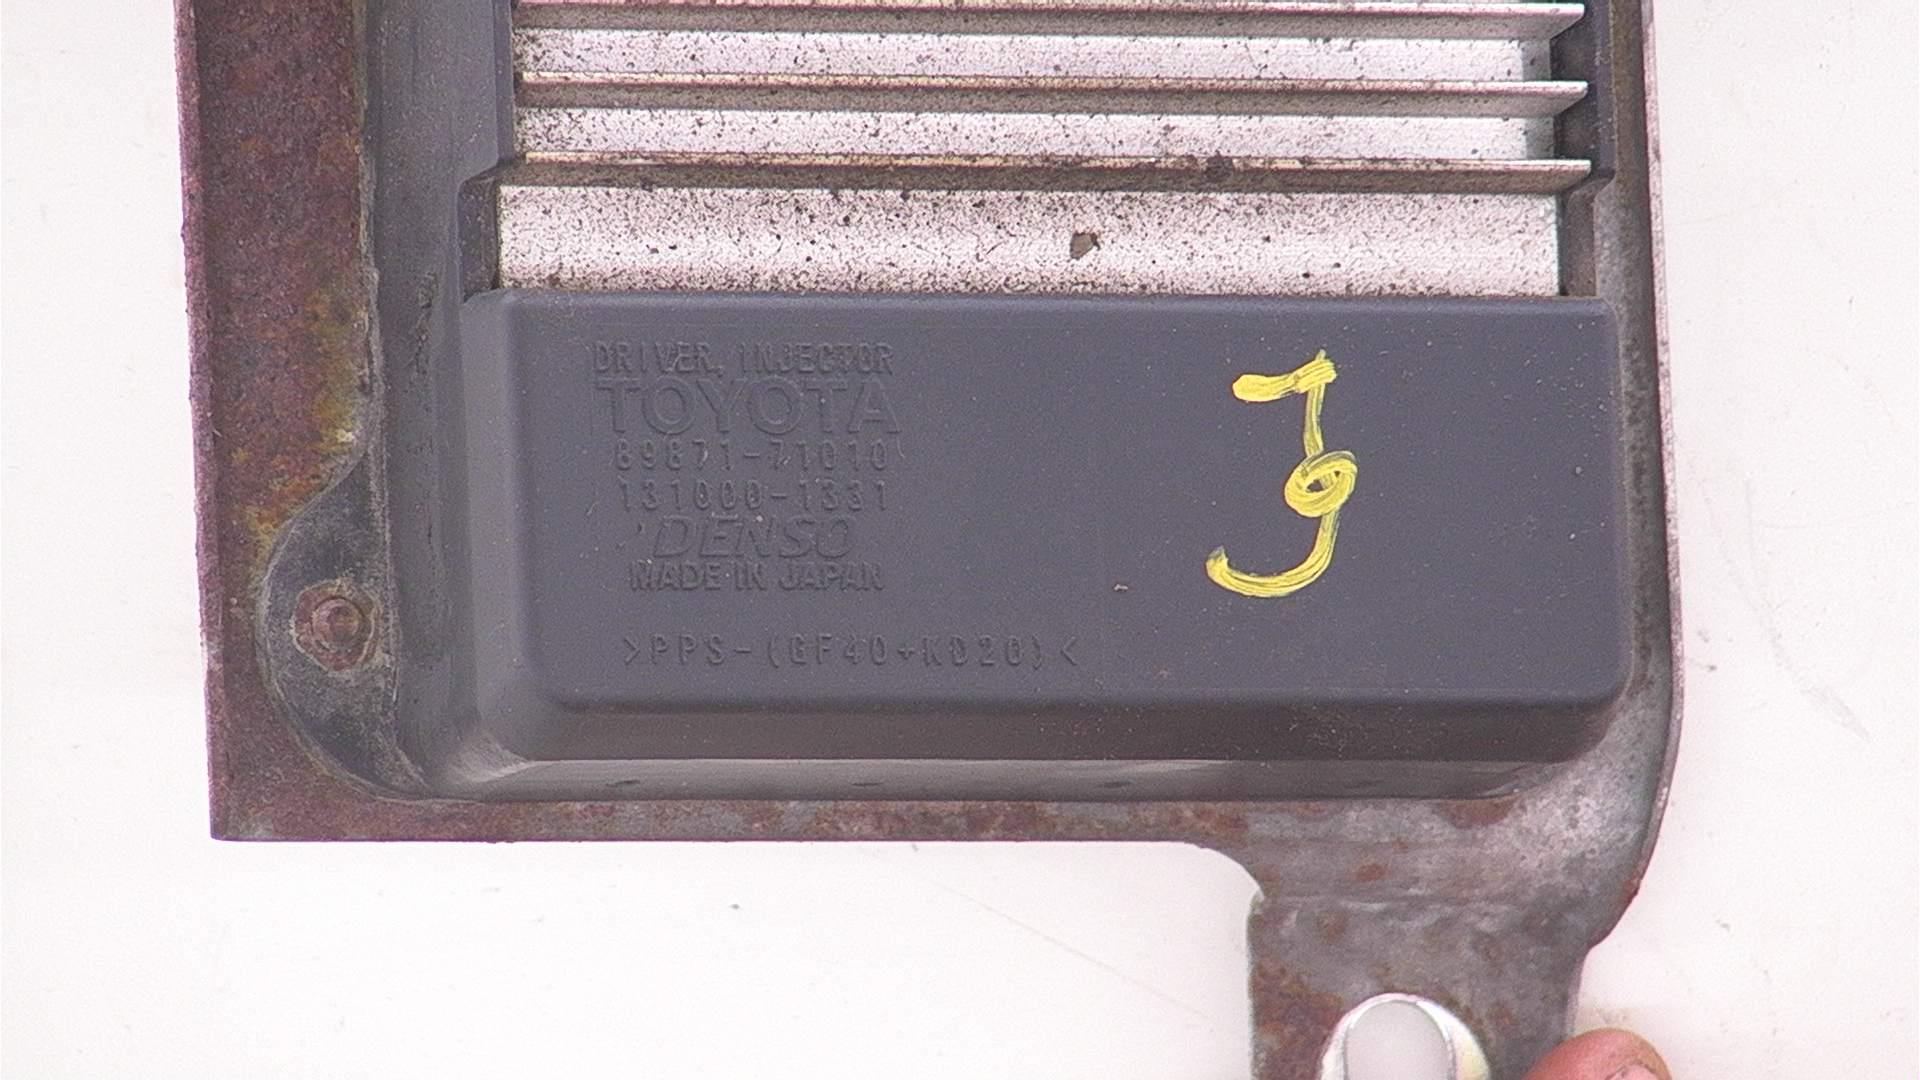 DRIVER, INJECTOR
TOYOTA
89871-71010
131000-1331
DENSO
MADE IN JAPAN
>PPS-(GF40+KD20)<